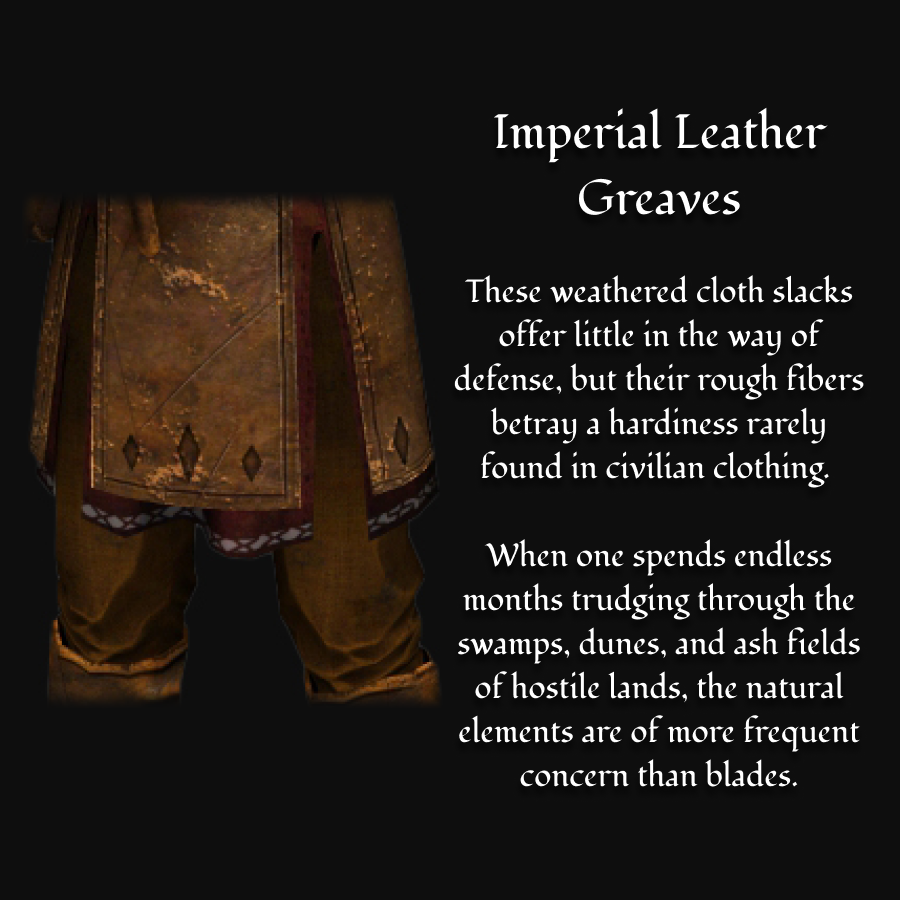 Imperial Leather
Greaves
These weathered cloth slacks
offer little in the way of
defense, but their rough fibers
betray a hardiness rarely
found in civilian clothing.
When one spends endless
months trudging through the
swamps, dunes, and ash fields
of hostile lands, the natural
elements are of more frequent
concern than blades.